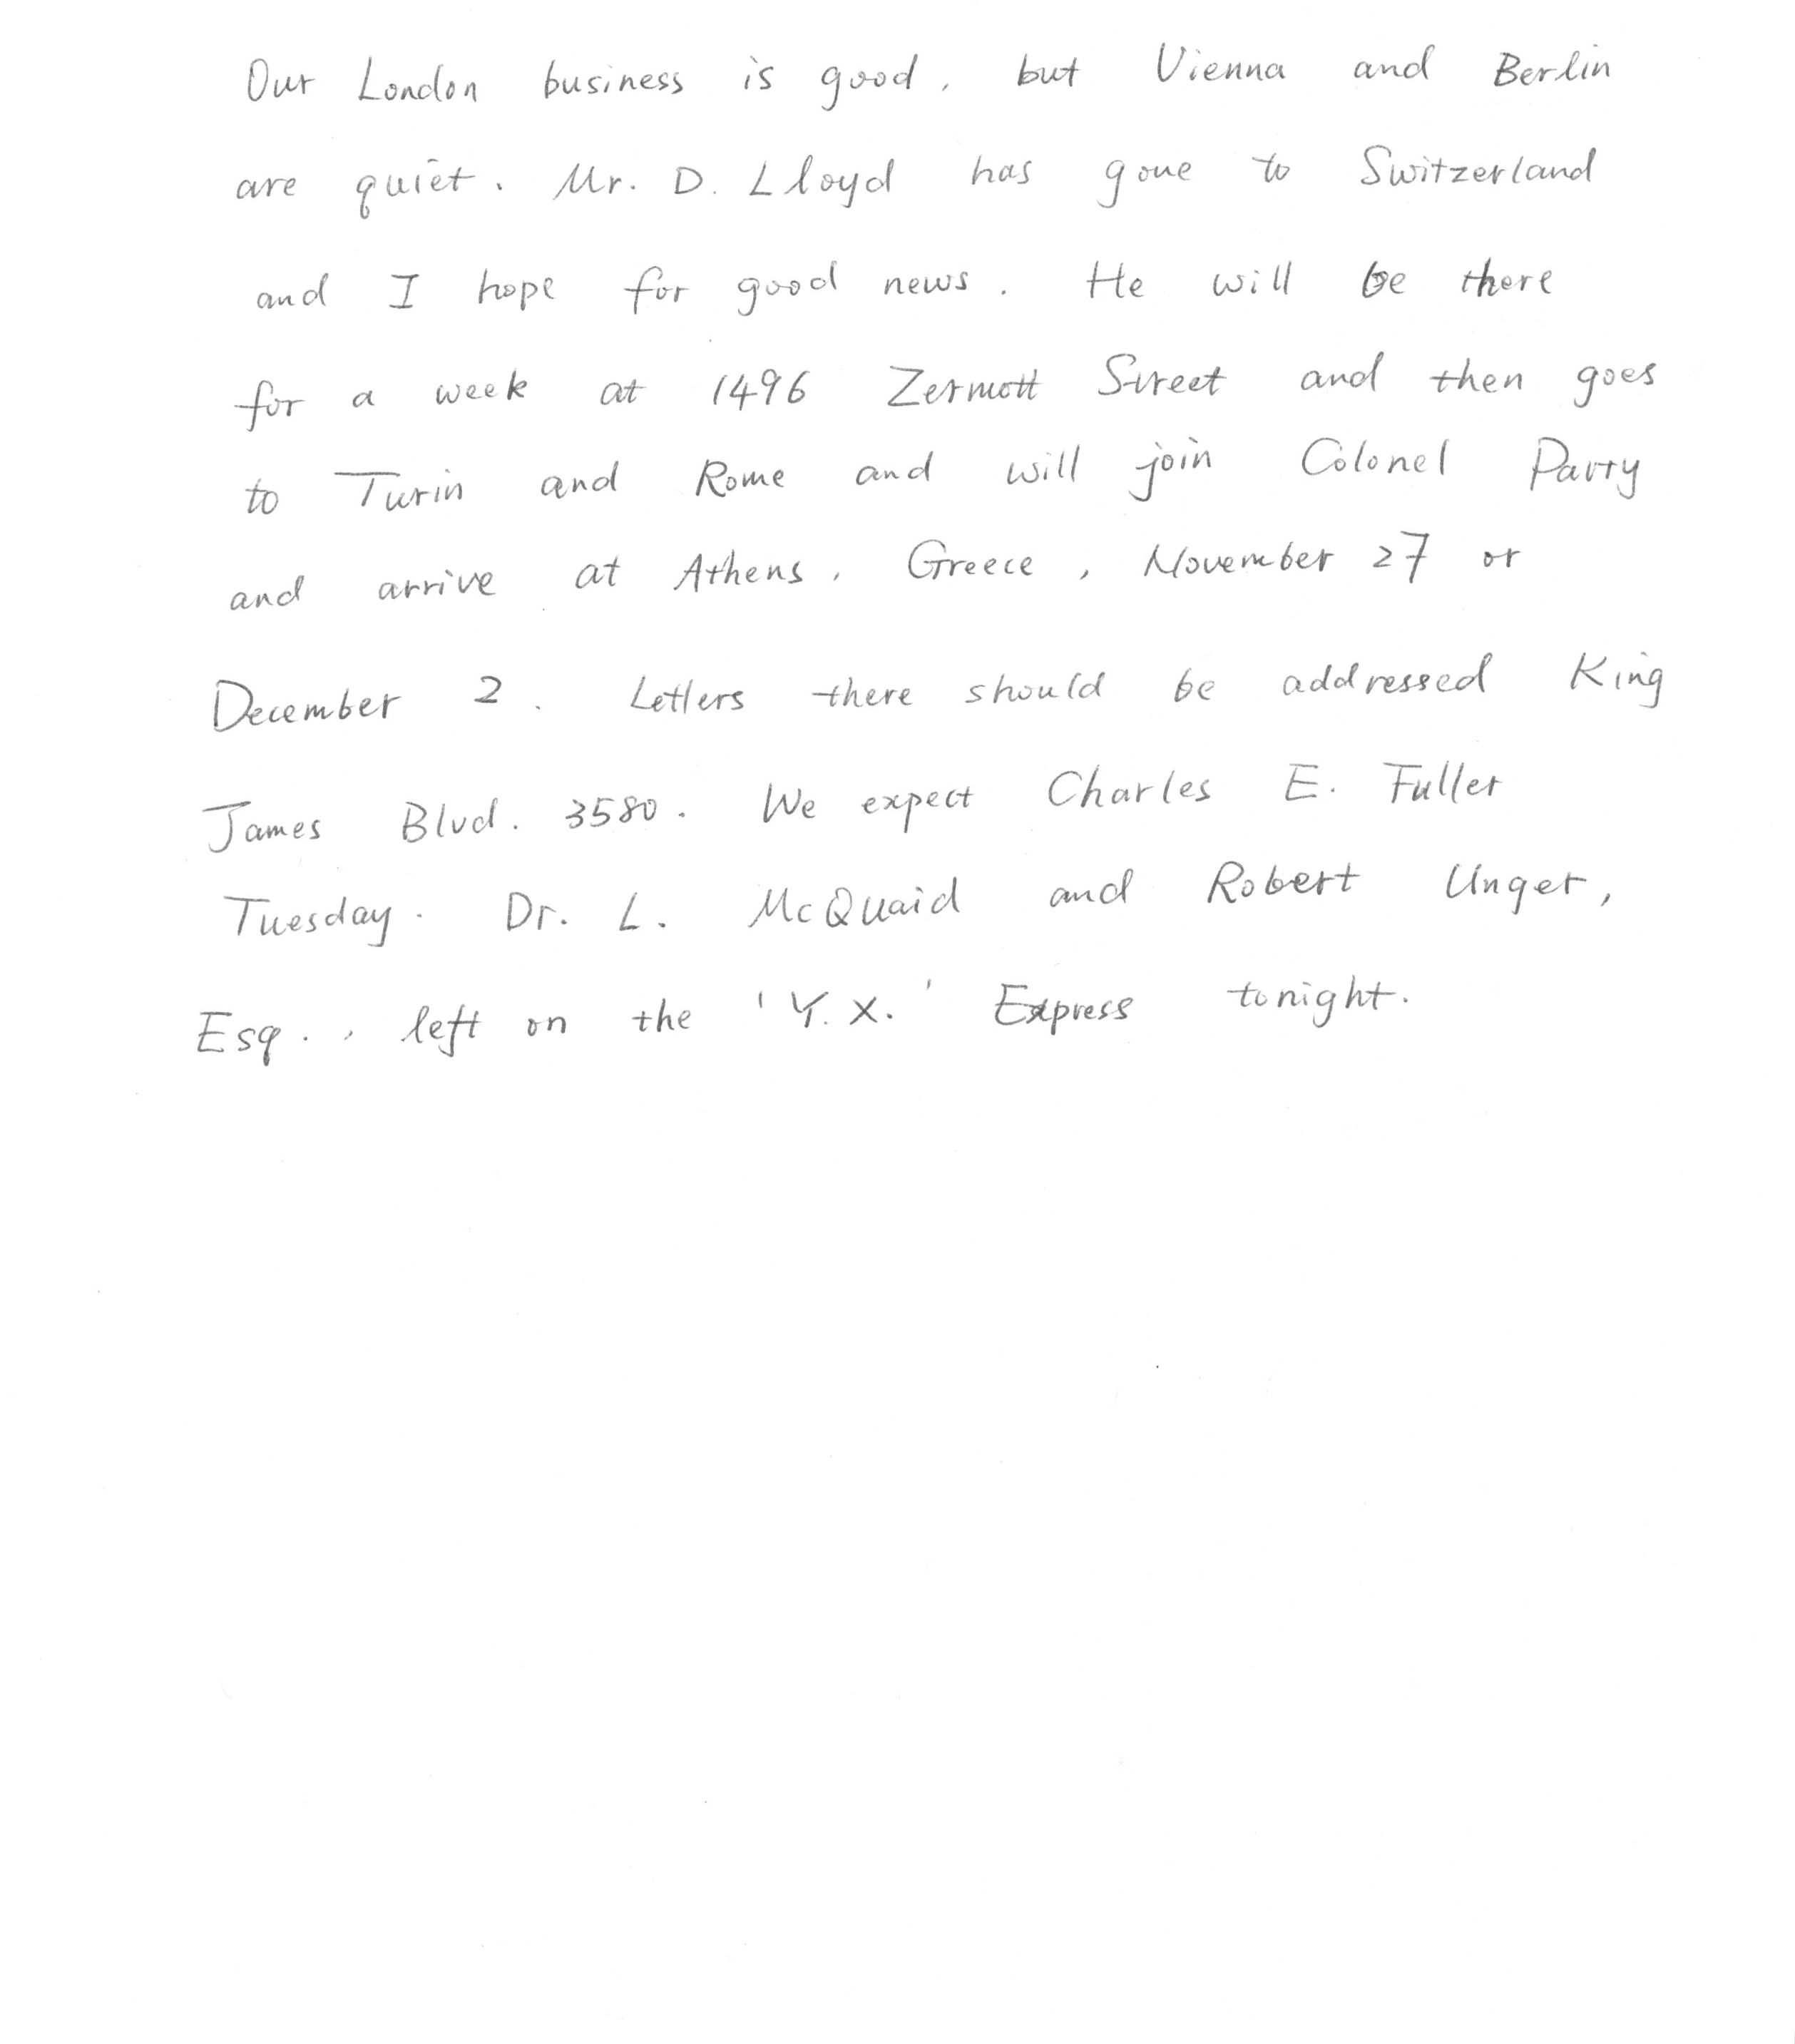 Our London business is good, but Vienna and Berlin
are quiet. Mr. D. Lloyd has gone to Switzerland
and I hope for good news. He will be there
for a week at 1496 Zermott Street and then goes
to Turin and Rome and will join Colonel Parry
and arrive at Athens, Greece, November 27 or
December 2. Letters there should be addressed King
James Blvd. 3580. We expect Charles E. Fuller
Tuesday. Dr. L. McQuaid and Robert Unger,
Esq., left on the 'Y.X.' Express tonight.